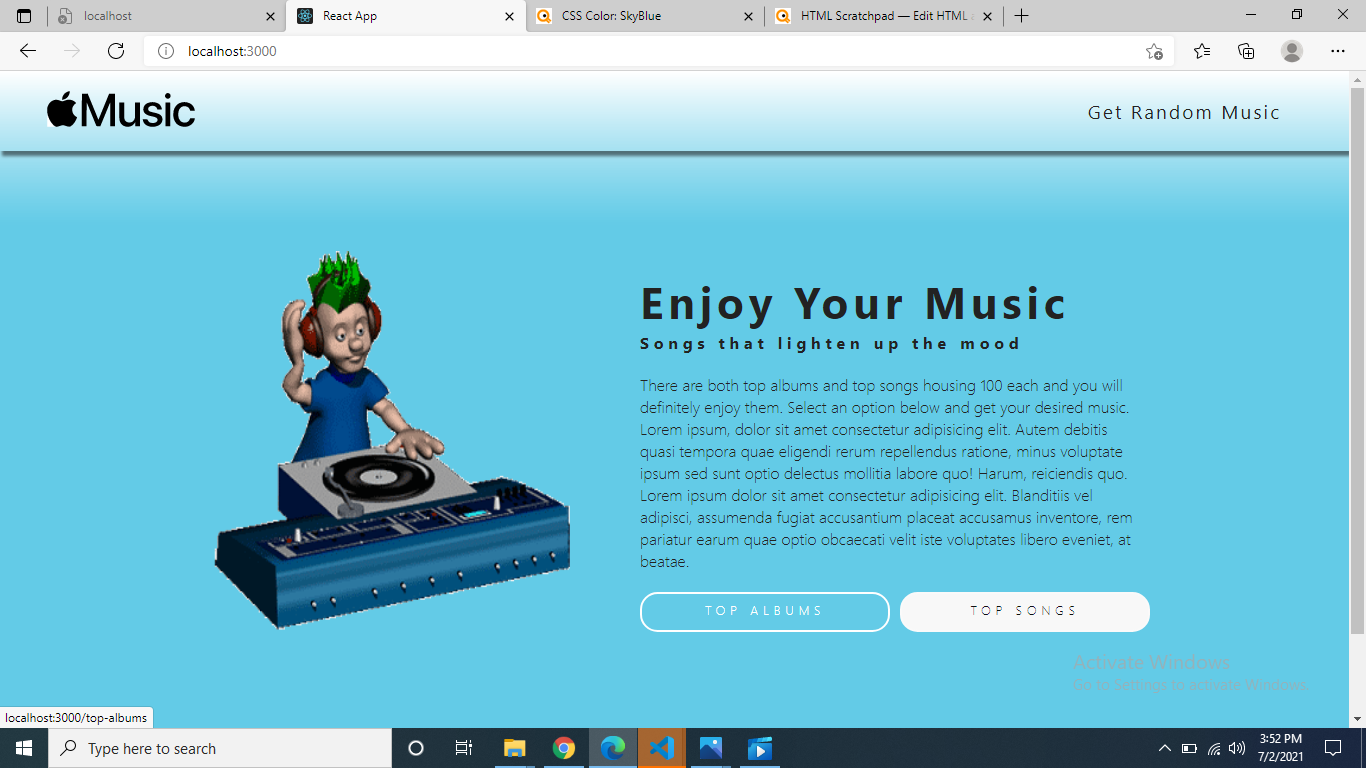 localhost
React App
CSS Color: SkyBlue
HTML Scratchpad — Edit HTML
localhost:3000
Music
Get Random Music
Enjoy Your Music
Songs that lighten up the mood
There are both top albums and top songs housing 100 each and you will
definitely enjoy them. Select an option below and get your desired music.
Lorem ipsum, dolor sit amet consectetur adipisicing elit. Autem debitis
quasi tempora quae eligendi rerum repellendus ratione, minus voluptate
ipsum sed sunt optio delectus mollitia labore quo! Harum, reiciendis quo.
Lorem ipsum dolor sit amet consectetur adipisicing elit. Blanditiis vel
adipisci, assumenda fugiat accusantium placeat accusamus inventore, rem
pariatur earum quae optio obcaecati velit iste voluptates libero eveniet, at
beatae.
TOP ALBUMS
TOP SONGS
Activate Windows
Go to Settings to activate Windows.
localhost:3000/top-albums
Type here to search
3:52 PM
7/2/2021